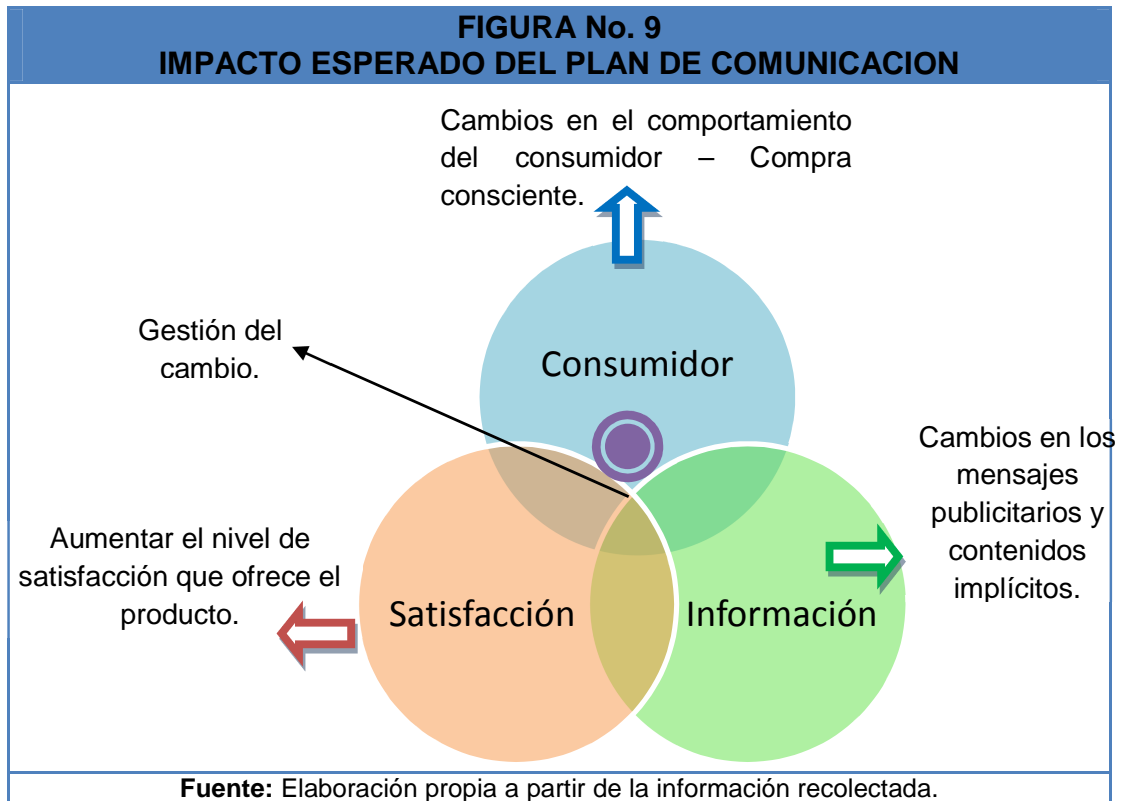 FIGURA No. 9
IMPACTO ESPERADO DEL PLAN DE COMUNICACION
Cambios en el comportamiento
del consumidor – Compra
consciente.
Gestión del
cambio.
Consumidor
Cambios en los
mensajes
publicitarios y
contenidos
implícitos.
Aumentar el nivel de
satisfacción que ofrece el
producto.
Satisfacción
Información
Fuente: Elaboración propia a partir de la información recolectada.